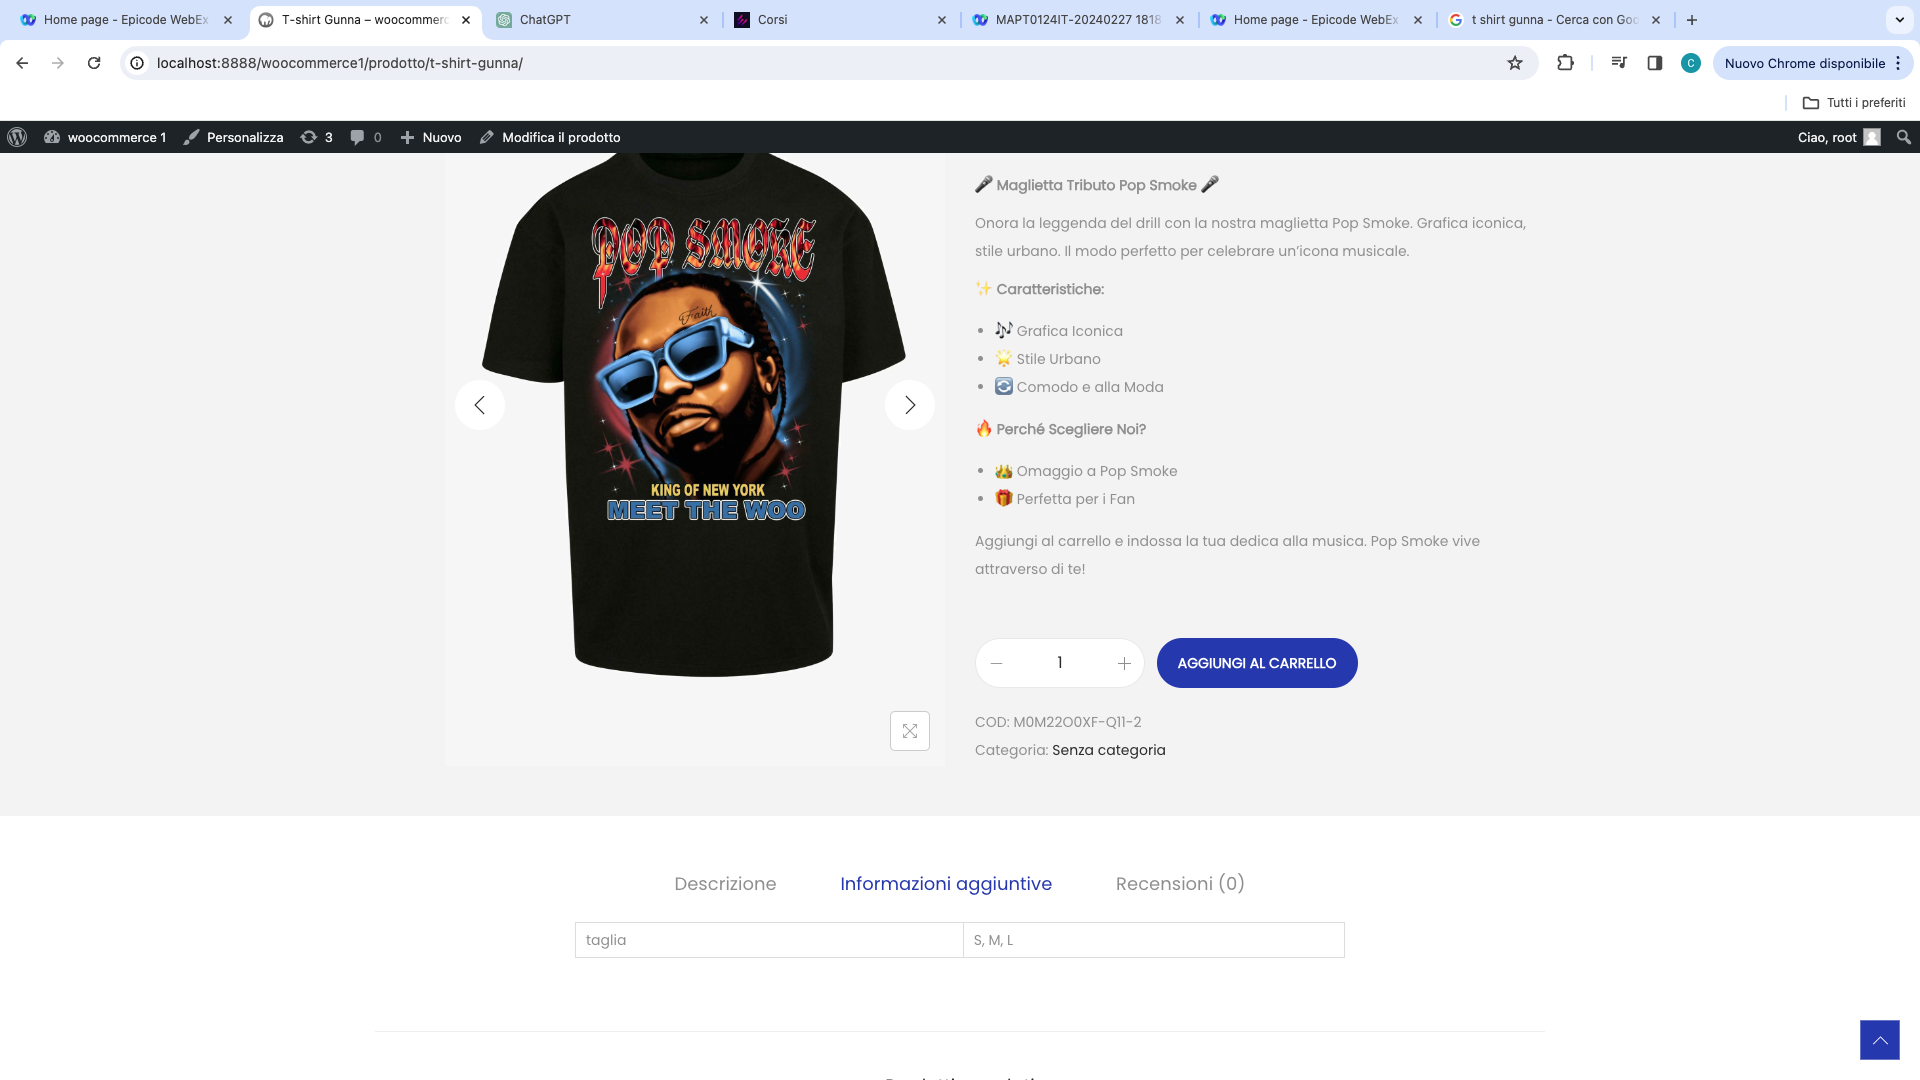 Home page - Epicode WebEx
T-shirt Gunna – woocommerc
ChatGPT
Corsi
MAPT0124IT-20240227 1818
Home page - Epicode WebEx
t shirt gunna - Cerca con Goo
localhost:8888/woocommerce1/prodotto/t-shirt-gunna/
C
Nuovo Chrome disponibile
Tutti i preferiti
woocommerce 1
Personalizza
3
0
Nuovo
Modifica il prodotto
Ciao, root
POP SMOKE
Faith
KING OF NEW YORK
MEET THE WOO
🎤 Maglietta Tributo Pop Smoke 🎤
Onora la leggenda del drill con la nostra maglietta Pop Smoke. Grafica iconica,
stile urbano. Il modo perfetto per celebrare un’icona musicale.
✨ Caratteristiche:
• 🎶 Grafica Iconica
• 🌟 Stile Urbano
• 🔄 Comodo e alla Moda
🔥 Perché Scegliere Noi?
• 👑 Omaggio a Pop Smoke
• 🎁 Perfetta per i Fan
Aggiungi al carrello e indossa la tua dedica alla musica. Pop Smoke vive
attraverso di te!
1
AGGIUNGI AL CARRELLO
COD: M0M22O0XF-Q11-2
Categoria: Senza categoria
Descrizione
Informazioni aggiuntive
Recensioni (0)
taglia
S, M, L